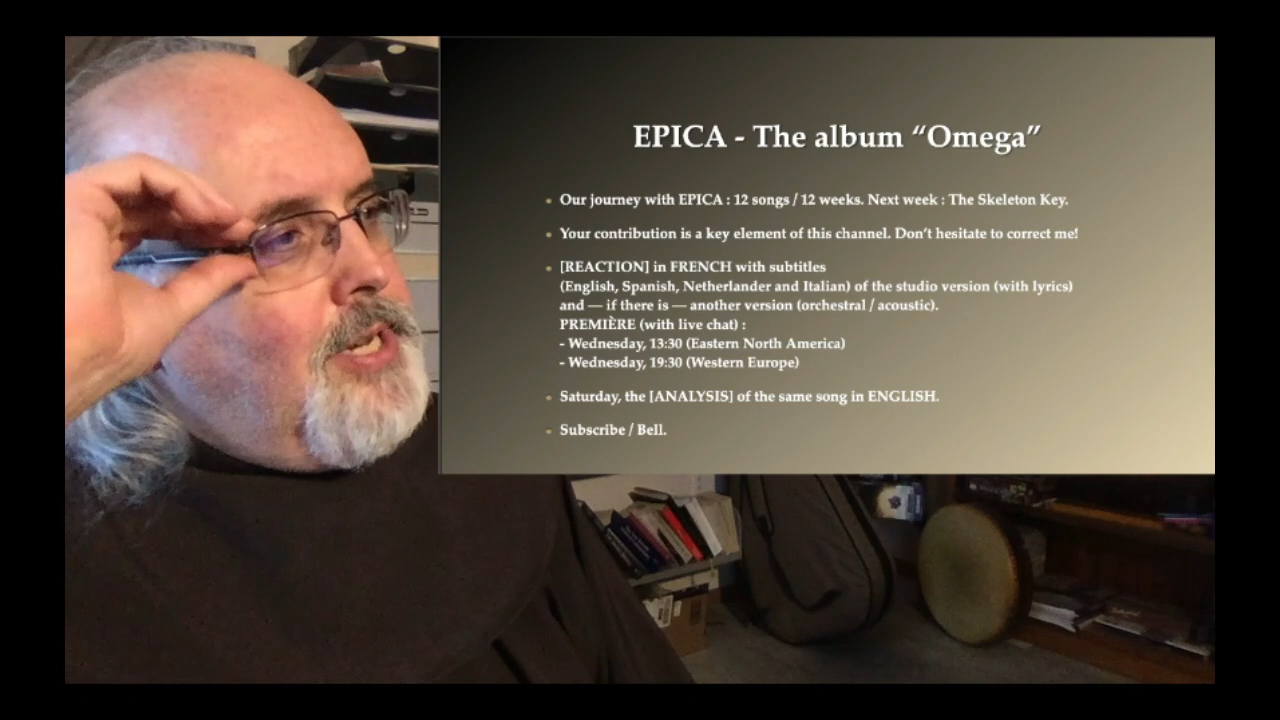 EPICA - The album “Omega”
Our journey with EPICA : 12 songs / 12 weeks. Next week : The Skeleton Key.
Your contribution is a key element of this channel. Don’t hesitate to correct me!
[REACTION] in FRENCH with subtitles
(English, Spanish, Netherlander and Italian) of the studio version (with lyrics)
and — if there is — another version (orchestral / acoustic).
PREMIÈRE (with live chat) :
- Wednesday, 13:30 (Eastern North America)
- Wednesday, 19:30 (Western Europe)
Saturday, the [ANALYSIS] of the same song in ENGLISH.
Subscribe / Bell.